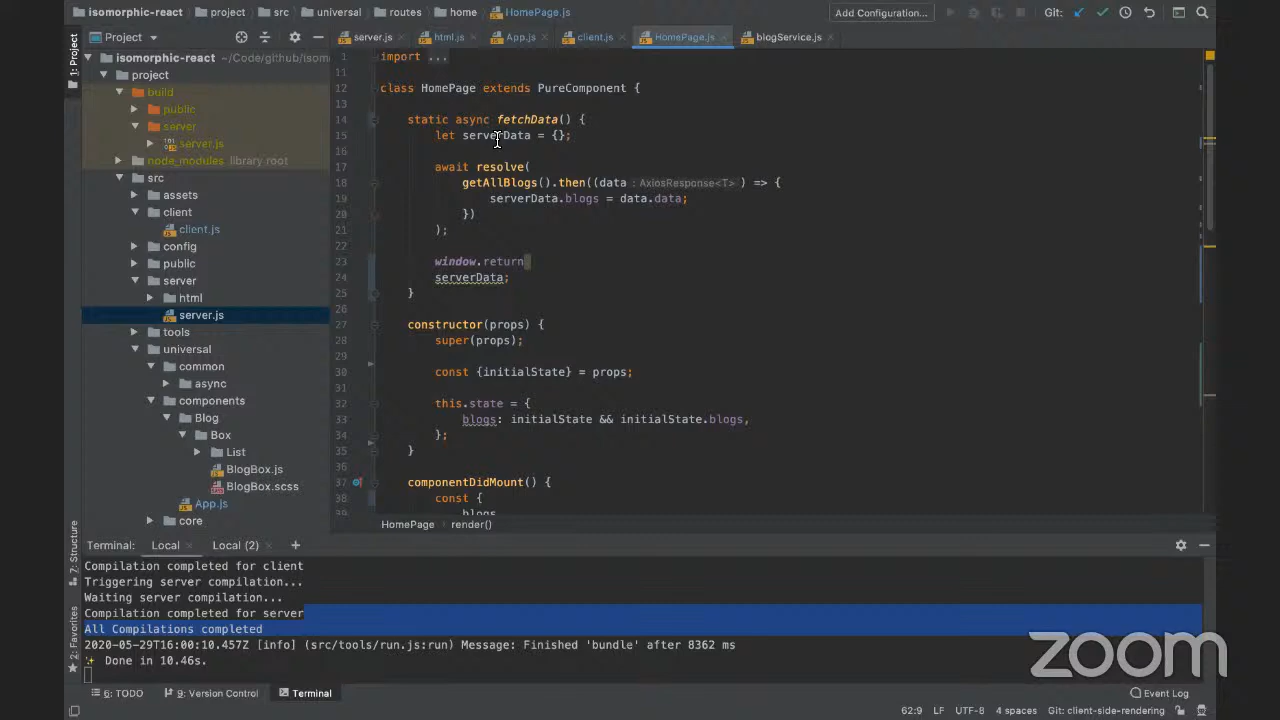 isomorphic-react
project
src
universal
routes
home
HomePage.js
Add Configuration...
Git:
1: Project
Project
server.js
html.js
App.js
client.js
HomePage.js
blogService.js
isomorphic-react ~/Code/github/isom
project
build
public
server
server.js
node_modules library root
src
assets
client
client.js
config
public
server
html
server.js
tools
universal
common
async
components
Blog
Box
List
BlogBox.js
BlogBox.scss
App.js
core
1 import ...
11
12 class HomePage extends PureComponent {
13
14 static async fetchData() {
15 let serverData = {};
16
17 await resolve(
18 getAllBlogs().then((data : AxiosResponse<T> ) => {
19 serverData.blogs = data.data;
20 })
21 );
22
23 window.return
24 serverData;
25 }
26
27 constructor(props) {
28 super(props);
29
30 const {initialState} = props;
31
32 this.state = {
33 blogs: initialState && initialState.blogs,
34 };
35 }
36
37 componentDidMount() {
38 const {
39 blogs
HomePage
render()
Terminal: Local
Local (2)
Compilation completed for client
Triggering server compilation...
Waiting server compilation...
Compilation completed for server
All Compilations completed
2020-05-29T16:00:10.457Z [info] (src/tools/run.js:run) Message: Finished 'bundle' after 8362 ms
Done in 10.46s.
7: Structure
2: Favorites
zoom
6: TODO
9: Version Control
Terminal
Event Log
62:9 LF UTF-8 4 spaces Git: client-side-rendering